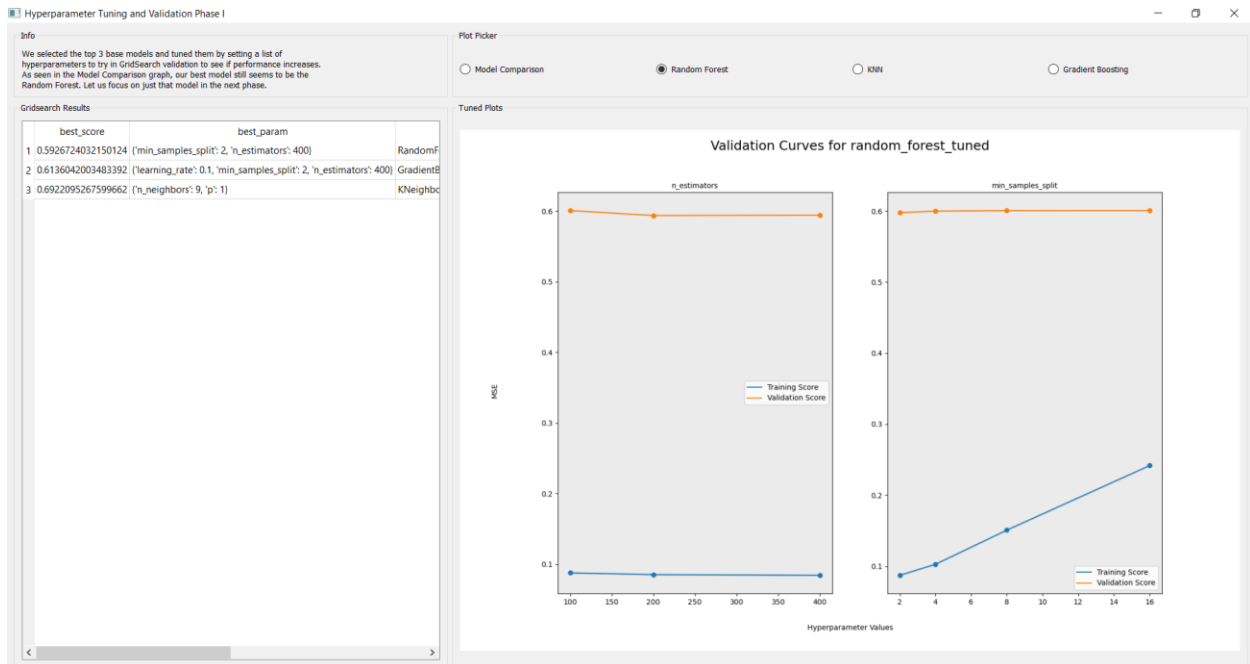 Hyperparameter Tuning and Validation Phase I
Info
We selected the top 3 base models and tuned them by setting a list of
hyperparameters to try in GridSearch validation to see if performance increases.
As seen in the Model Comparison graph, our best model still seems to be the
Random Forest. Let us focus on just that model in the next phase.
Plot Picker
Model Comparison
Random Forest
KNN
Gradient Boosting
Gridsearch Results
best_score best_param
1 0.5926724032150124 {'min_samples_split': 2, 'n_estimators': 400} RandomF
2 0.6136042003483392 {'learning_rate': 0.1, 'min_samples_split': 2, 'n_estimators': 400} GradientB
3 0.6922095267599662 {'n_neighbors': 9, 'p': 1} KNeighbo
Tuned Plots
Validation Curves for random_forest_tuned
n_estimators
0.6
0.5
0.4
0.3
0.2
0.1
MSE
Training Score
Validation Score
100 150 200 250 300 350 400
min_samples_split
0.6
0.5
0.4
0.3
0.2
0.1
Training Score
Validation Score
2 4 6 8 10 12 14 16
Hyperparameter Values